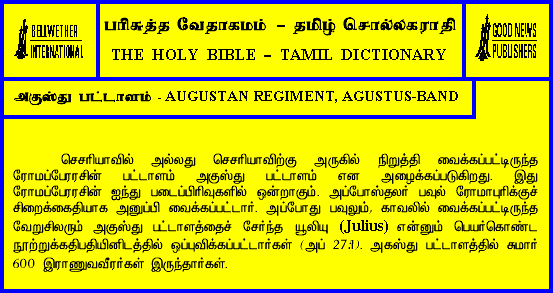 BELLWETHER
INTERNATIONAL
பரிசுத்த வேதாகமம் – தமிழ் சொல்லகராதி
THE HOLY BIBLE – TAMIL DICTIONARY
GOOD NEWS
PUBLISHERS
அகுஸ்து பட்டாளம் - AUGUSTAN REGIMENT, AGUSTUS-BAND
செசரியாவில் அல்லது செசரியாவிற்கு அருகில் நிறுத்தி வைக்கப்பட்டிருந்த
ரோமப்பேரரசின் பட்டாளம் அகுஸ்து பட்டாளம் என அழைக்கப்படுகிறது. இது
ரோமப்பேரரசின் ஐந்து படைப்பிரிவுகளில் ஒன்றாகும். அப்போஸ்தலர் பவுல் ரோமாபுரிக்குச்
சிறைக்கைதியாக அனுப்பி வைக்கப்பட்டார். அப்போது பவுலும், காவலில் வைக்கப்பட்டிருந்த
வேறுசிலரும் அகுஸ்து பட்டாளத்தைச் சேர்ந்த யூலியு (Julius) என்னும் பெயர்கொண்ட
நூற்றுக்கதிபதியினிடத்தில் ஒப்புவிக்கப்பட்டார்கள் (அப் 27:1). அகஸ்து பட்டாளத்தில் சுமார்
600 இராணுவவீரர்கள் இருந்தார்கள்.